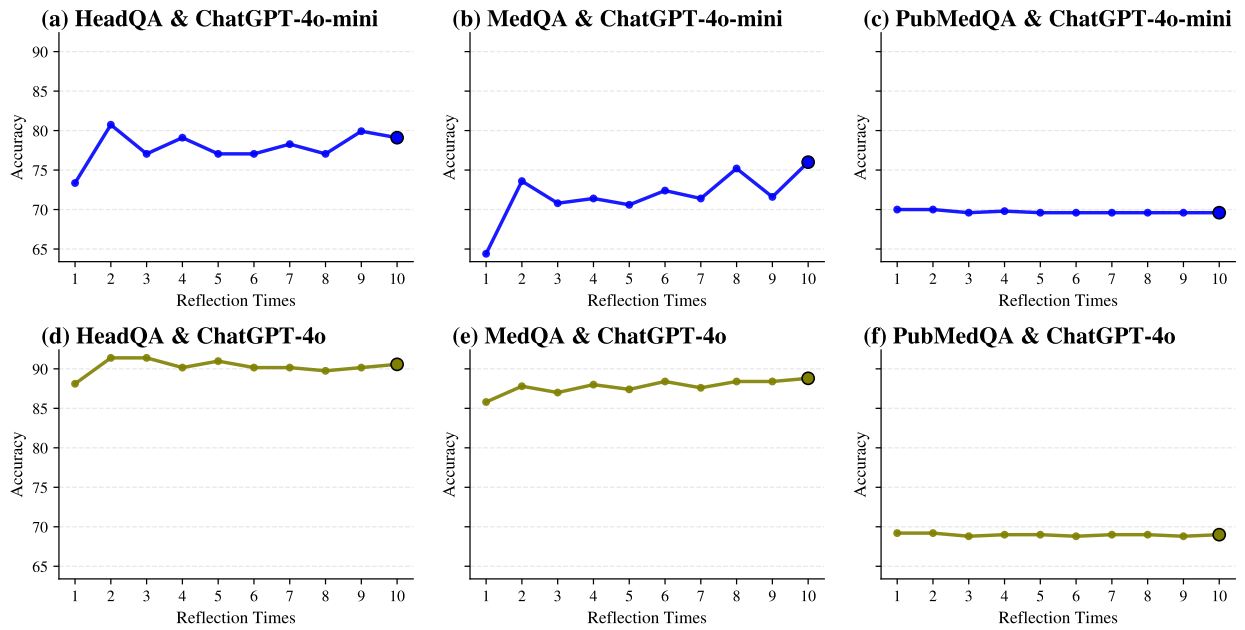 (a) HeadQA & ChatGPT-4o-mini
90
85
80
75
70
65
Accuracy
1 2 3 4 5 6 7 8 9 10
Reflection Times
(b) MedQA & ChatGPT-4o-mini
Accuracy
1 2 3 4 5 6 7 8 9 10
Reflection Times
(c) PubMedQA & ChatGPT-4o-mini
Accuracy
1 2 3 4 5 6 7 8 9 10
Reflection Times
(d) HeadQA & ChatGPT-4o
90
85
80
75
70
65
Accuracy
1 2 3 4 5 6 7 8 9 10
Reflection Times
(e) MedQA & ChatGPT-4o
Accuracy
1 2 3 4 5 6 7 8 9 10
Reflection Times
(f) PubMedQA & ChatGPT-4o
Accuracy
1 2 3 4 5 6 7 8 9 10
Reflection Times